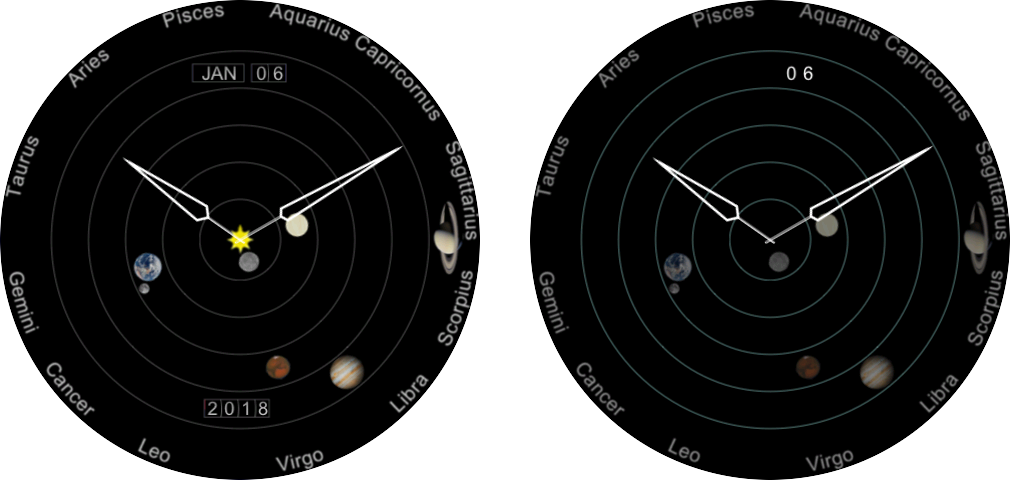 Pisces
Aquarius
Capricornus
Aries
JAN 06
Taurus
Sagittarius
Gemini
Scorpius
Cancer
2018
Libra
Leo
Virgo
Pisces
Aquarius
Capricornus
Aries
06
Taurus
Sagittarius
Gemini
Scorpius
Cancer
Libra
Leo
Virgo